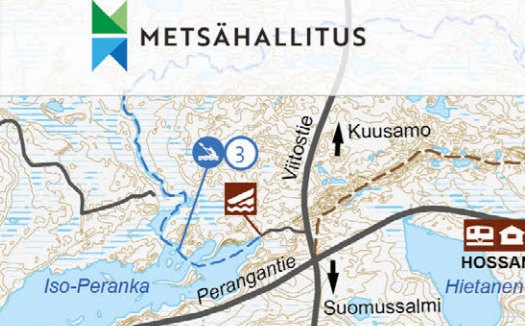 METSÄHALLITUS
Viitostie
Kuusamo
3
Iso-Peranka
Perangantie
HOSSAN
Hietanen
Suomussalmi